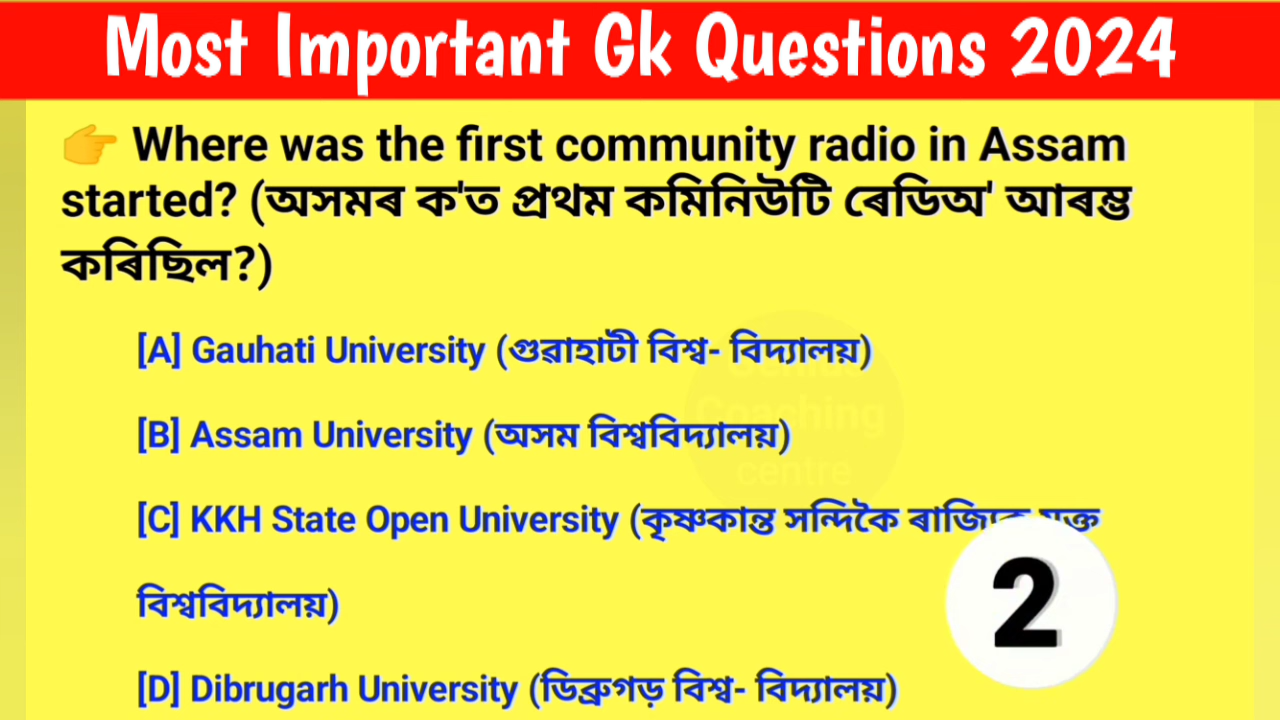 Most Important Gk Questions 2024
👉 Where was the first community radio in Assam
started? (অসমৰ ক'ত প্ৰথম কমিনিউটি ৰেডিঅ' আৰম্ভ
কৰিছিল?)
[A] Gauhati University (গুৱাহাটী বিশ্ব- বিদ্যালয়)
[B] Assam University (অসম বিশ্ববিদ্যালয়)
Coaching
centre
[C] KKH State Open University (কৃষ্ণকান্ত সন্দিকৈ
বিশ্ববিদ্যালয়)
2
[D] Dibrugarh University (ডিব্ৰুগড় বিশ্ব- বিদ্যালয়)